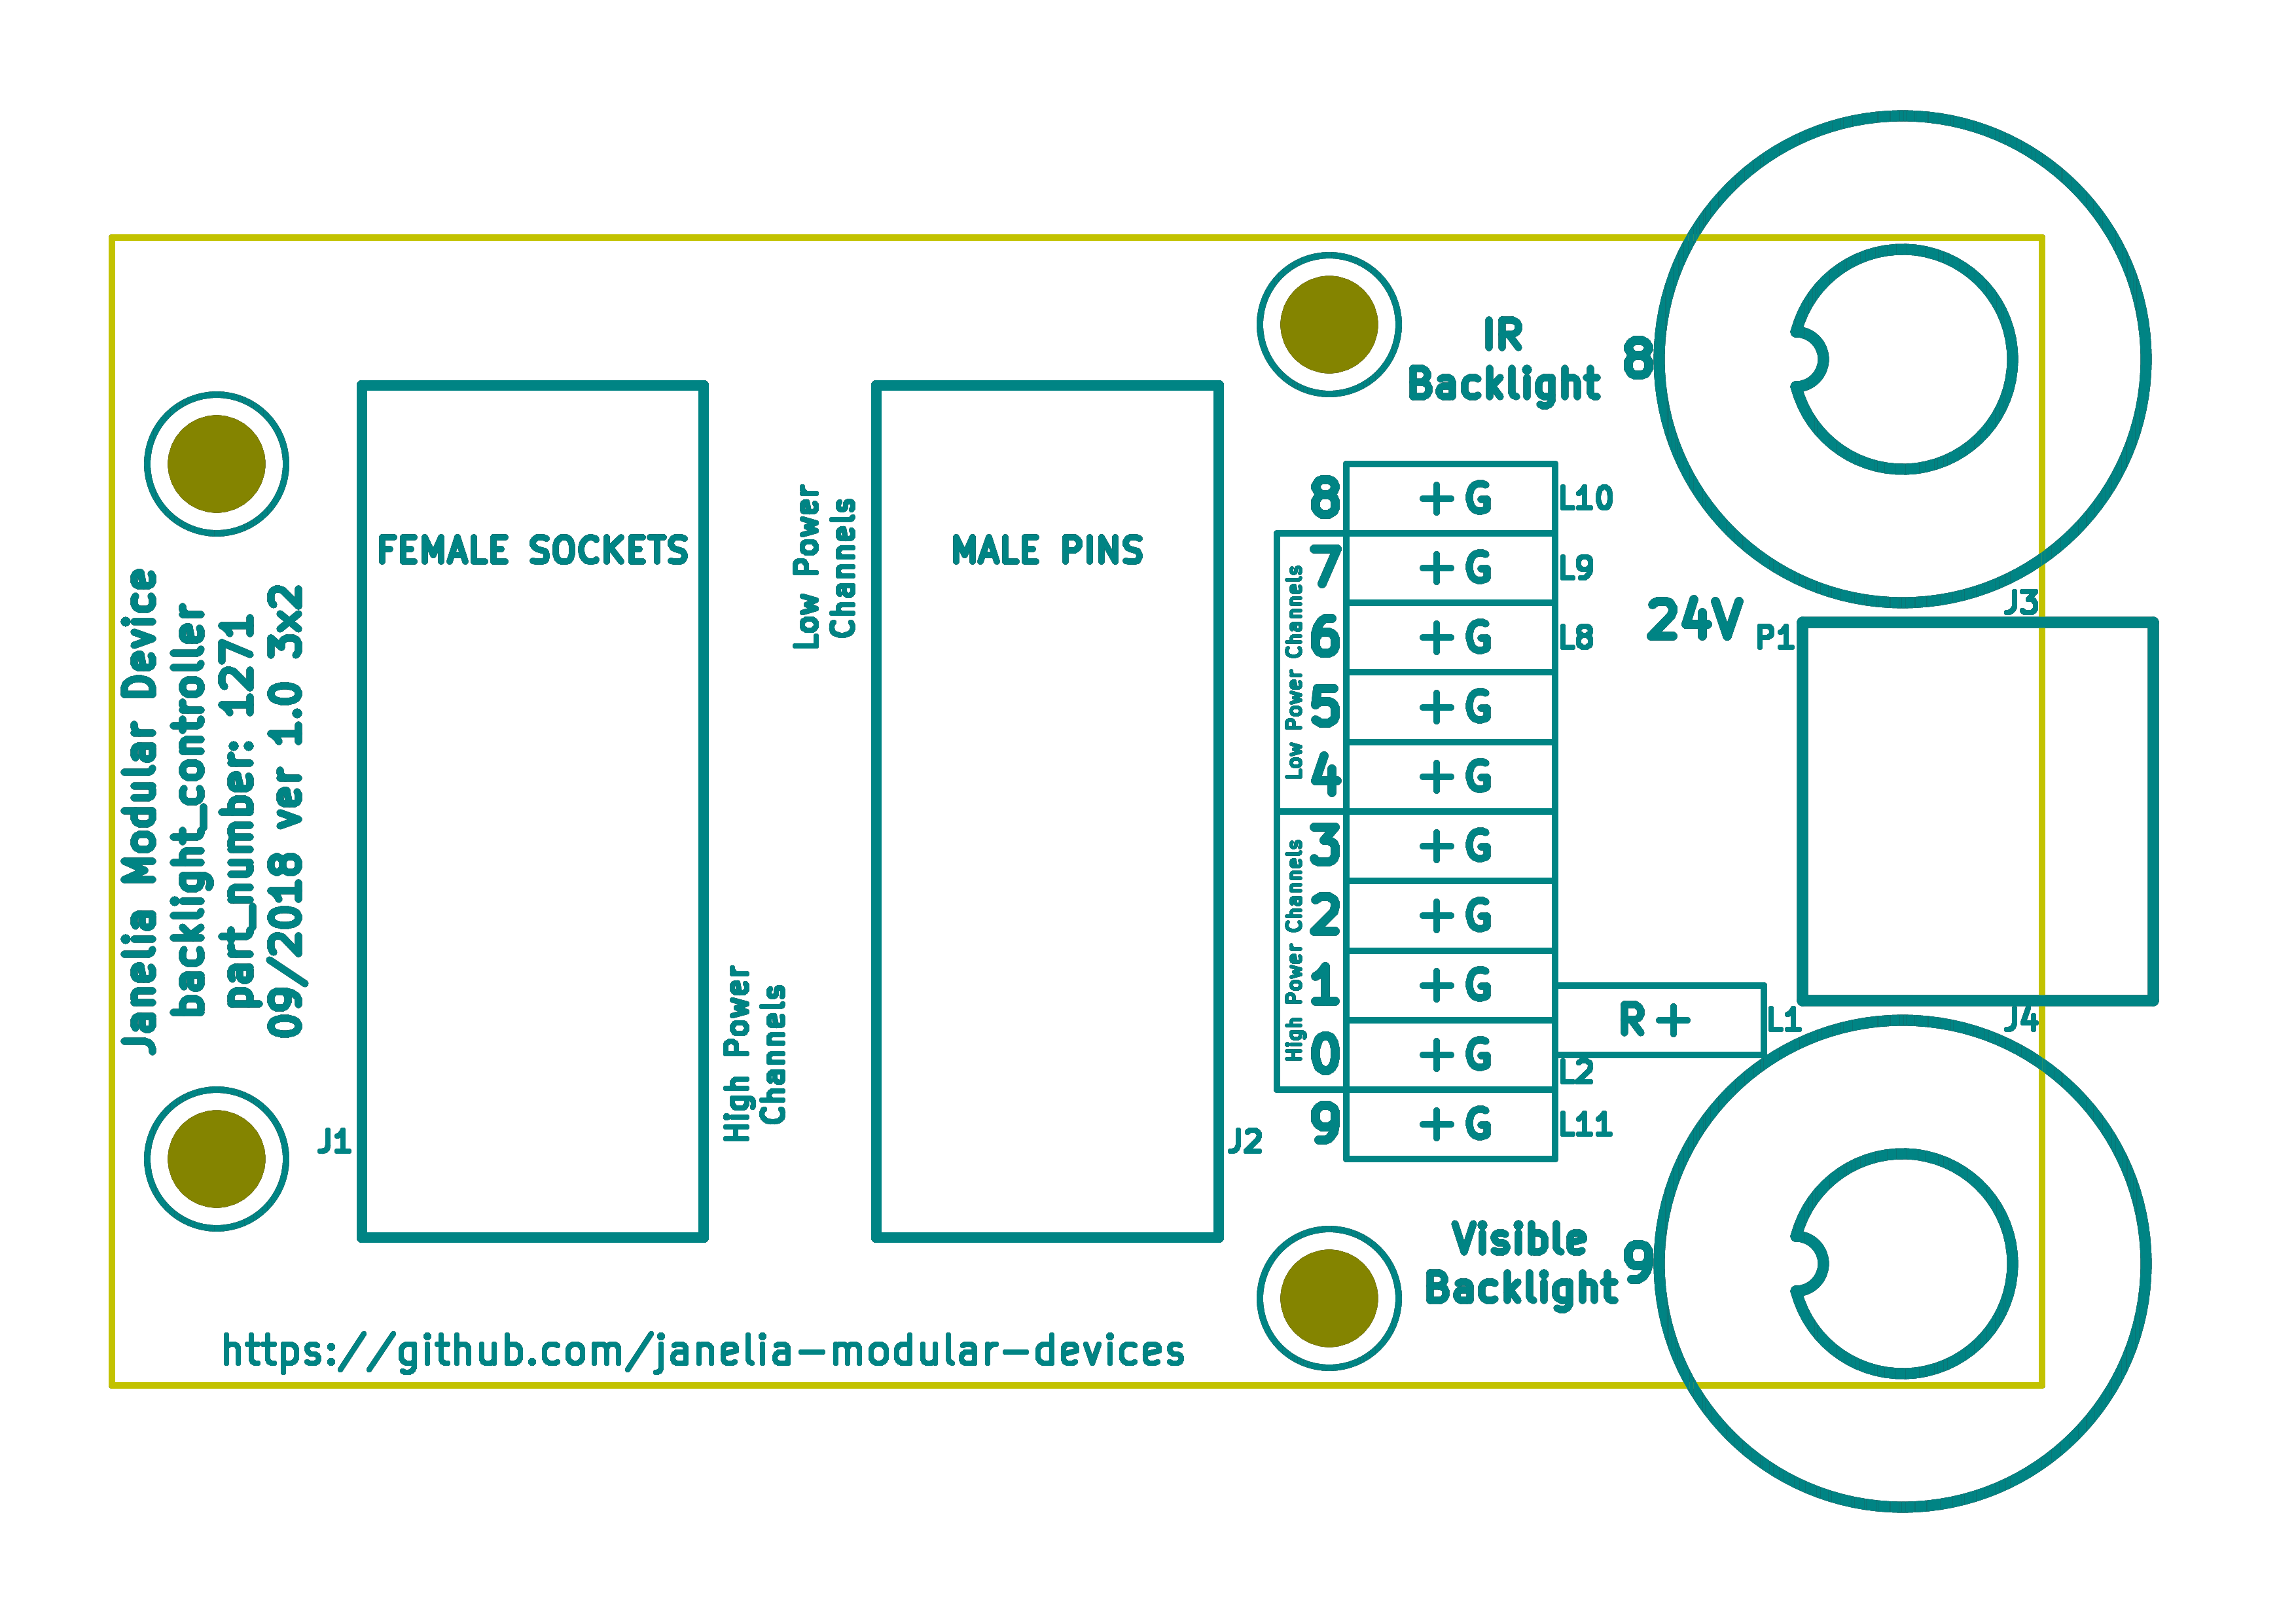 Janelia Modular Device
backlight_controller
part_number: 1271
09/2018 ver 1.0 3x2
FEMALE SOCKETS
J1
Low Power
Channels
High Power
Channels
MALE PINS
J2
IR
Backlight
8
8 +G L10
7 +G L9
6 +G L8
5 +G
4 +G
3 +G
2 +G
1 +G
0 +G L2
9 +G L11
Low Power Channels
High Power Channels
R+ L1
24V P1
J3
J4
Visible
Backlight
9
https://github.com/janelia-modular-devices